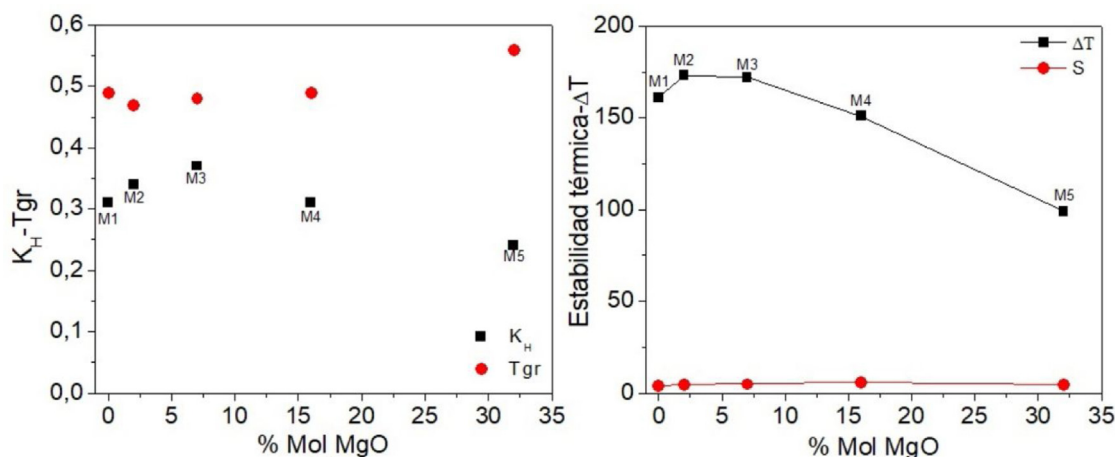 0,6
0,5
0,4
0,3
0,2
0,1
0,0
K_H-Tgr
M1
M2
M3
M4
M5
K_H
Tgr
0 5 10 15 20 25 30 35
% Mol MgO
200
150
100
50
0
Estabilidad térmica-ΔT
M1
M2
M3
M4
M5
ΔT
S
0 5 10 15 20 25 30 35
% Mol MgO